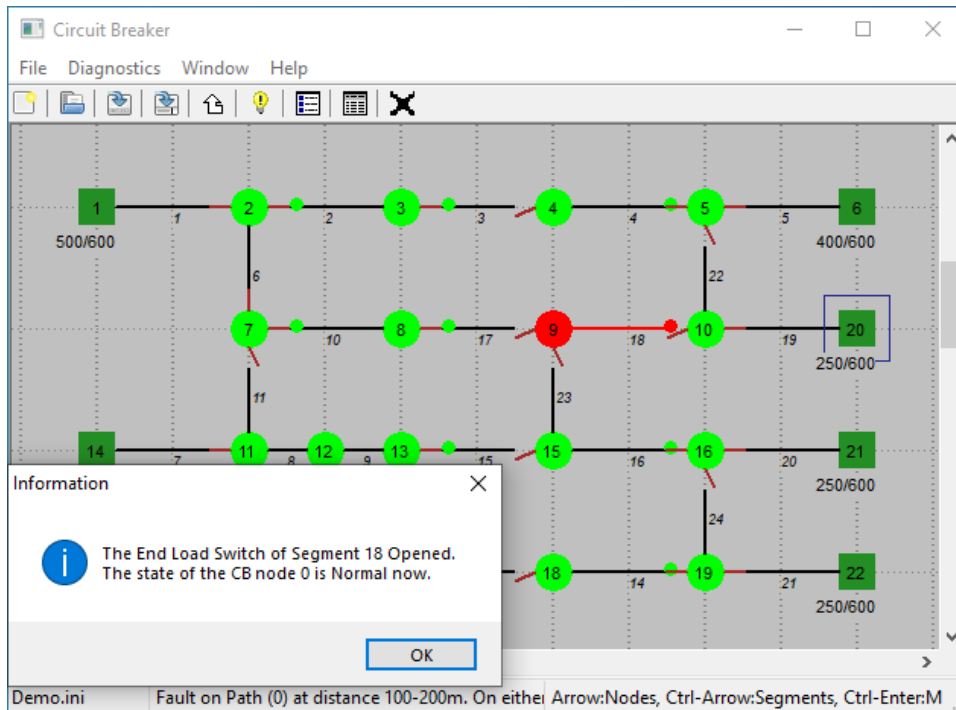 Circuit Breaker
File Diagnostics Window Help
1 2 3 4 5 6
1 2 3 4 5
500/600 400/600
6 22
7 8 9 10 20
10 17 18 19
250/600
11 23
14 11 12 13 15 16 21
7 8 9 15 16 20
250/600
24
18 19 22
14 21
250/600
Information
The End Load Switch of Segment 18 Opened.
The state of the CB node 0 is Normal now.
OK
Demo.ini
Fault on Path (0) at distance 100-200m. On either
Arrow:Nodes, Ctrl-Arrow:Segments, Ctrl-Enter:M